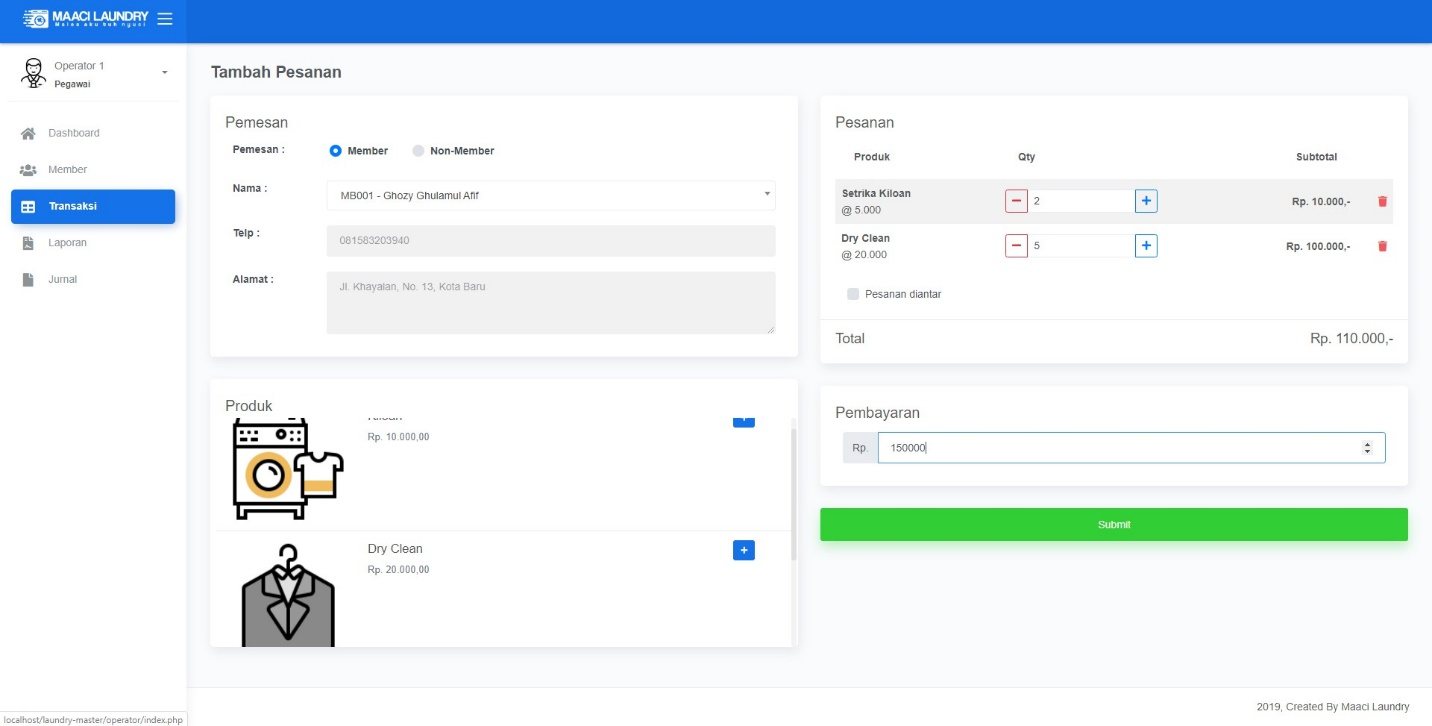 MAACI LAUNDRY
Operator 1
Pegawai
Dashboard
Member
Transaksi
Laporan
Jurnal
Tambah Pesanan
Pemesan
Pemesan :
Member
Non-Member
Nama :
MB001 - Ghozy Ghulamul Afif
Telp :
081583203940
Alamat :
Jl. Khayalan, No. 13, Kota Baru
Produk
Rp. 10.000,00
Dry Clean
Rp. 20.000,00
Pesanan
Produk Qty Subtotal
Setrika Kiloan
@ 5.000
2
Rp. 10.000,-
Dry Clean
@ 20.000
5
Rp. 100.000,-
Pesanan diantar
Total Rp. 110.000,-
Pembayaran
Rp. 150000
Submit
2019, Created By Maaci Laundry
localhost/laundry-master/operator/index.php